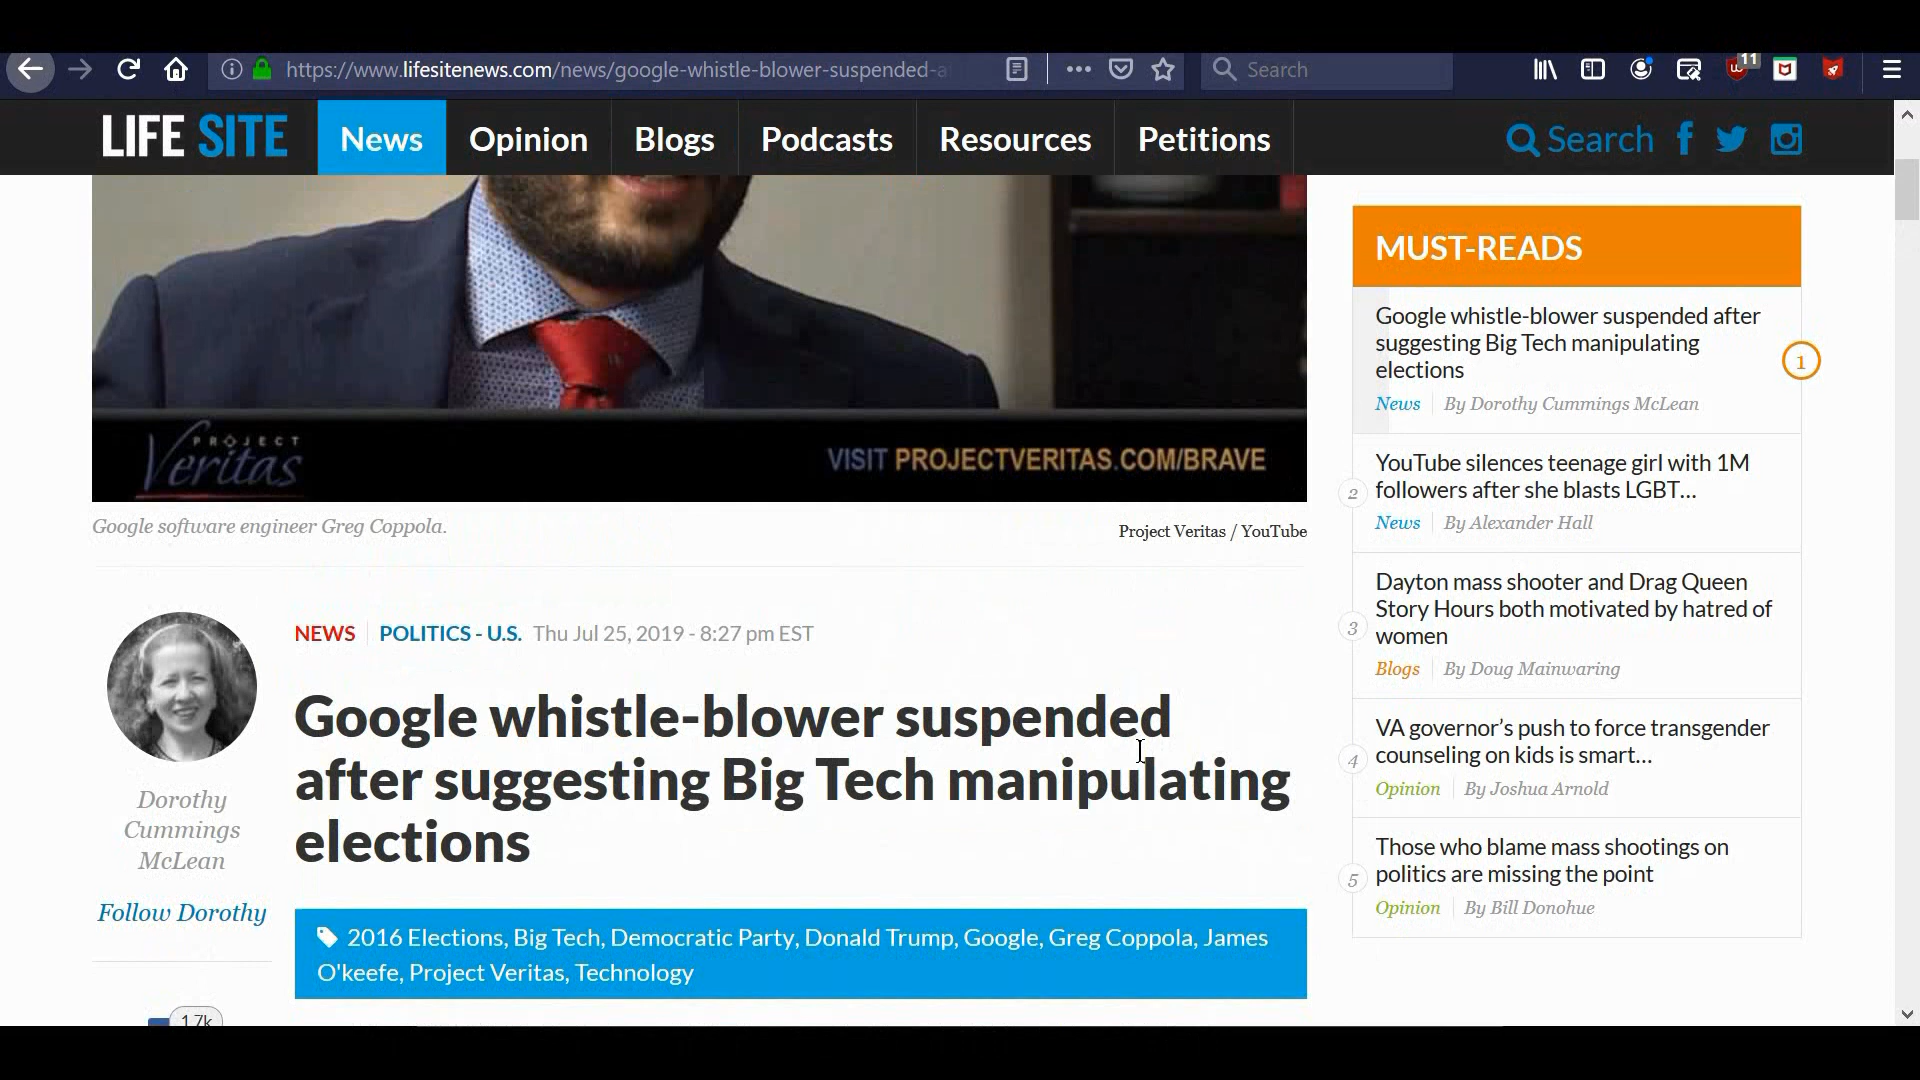 https://www.lifesitenews.com/news/google-whistle-blower-suspended-a
Search
11
LIFE SITE
News
Opinion
Blogs
Podcasts
Resources
Petitions
Search
PROJECT
Veritas
VISIT PROJECTVERITAS.COM/BRAVE
Google software engineer Greg Coppola.
Project Veritas / YouTube
NEWS
POLITICS - U.S.
Thu Jul 25, 2019 - 8:27 pm EST
Google whistle-blower suspended
after suggesting Big Tech manipulating
elections
Dorothy
Cummings
McLean
Follow Dorothy
1.7k
2016 Elections, Big Tech, Democratic Party, Donald Trump, Google, Greg Coppola, James
O'keefe, Project Veritas, Technology
MUST-READS
Google whistle-blower suspended after
suggesting Big Tech manipulating
elections
News
By Dorothy Cummings McLean
1
YouTube silences teenage girl with 1M
followers after she blasts LGBT...
News
By Alexander Hall
2
Dayton mass shooter and Drag Queen
Story Hours both motivated by hatred of
women
Blogs
By Doug Mainwaring
3
VA governor’s push to force transgender
counseling on kids is smart...
Opinion
By Joshua Arnold
4
Those who blame mass shootings on
politics are missing the point
Opinion
By Bill Donohue
5